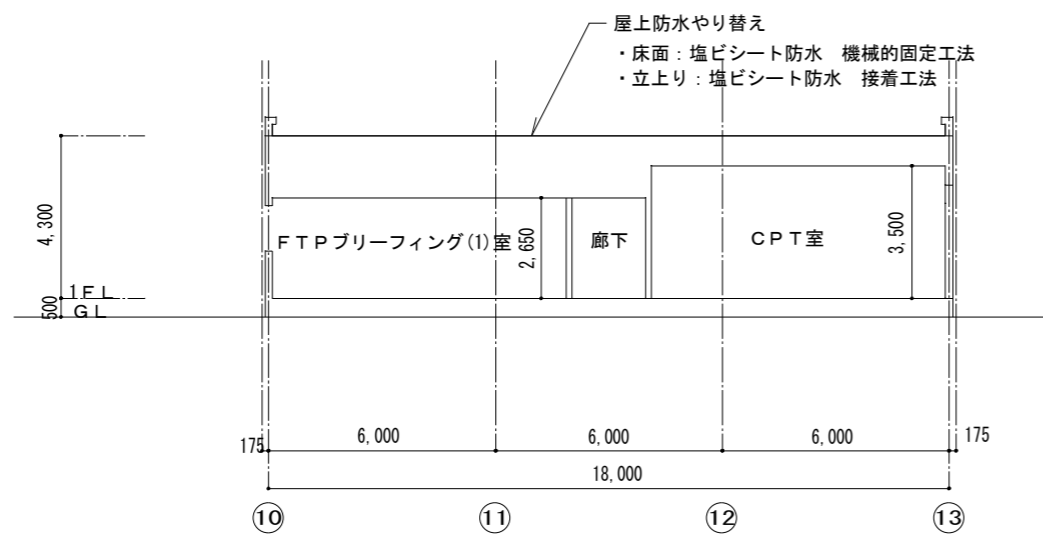 屋上防水やり替え
・床面：塩ビシート防水　機械的固定工法
・立上り：塩ビシート防水　接着工法
4,300
500
1FL
GL
ＦＴＰブリーフィング(1)室
2,650
廊下
ＣＰＴ室
3,500
175
6,000
6,000
6,000
175
18,000
⑩
⑪
⑫
⑬